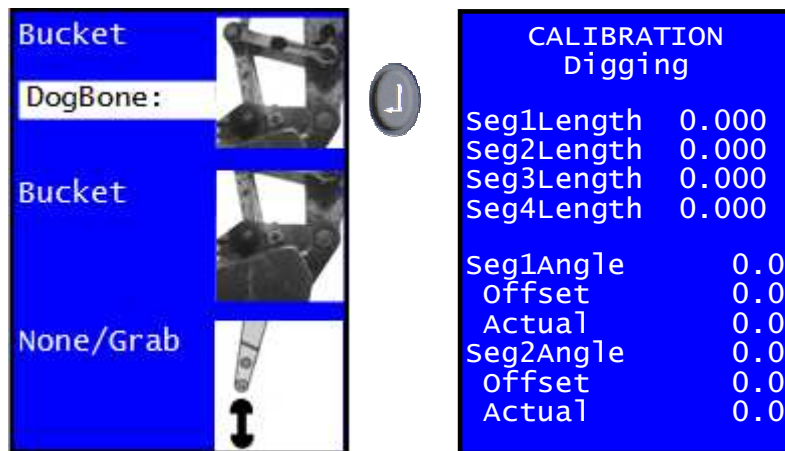 Bucket
DogBone:
Bucket
None/Grab
CALIBRATION
Digging
Seg1Length 0.000
Seg2Length 0.000
Seg3Length 0.000
Seg4Length 0.000
Seg1Angle 0.0
Offset 0.0
Actual 0.0
Seg2Angle 0.0
Offset 0.0
Actual 0.0